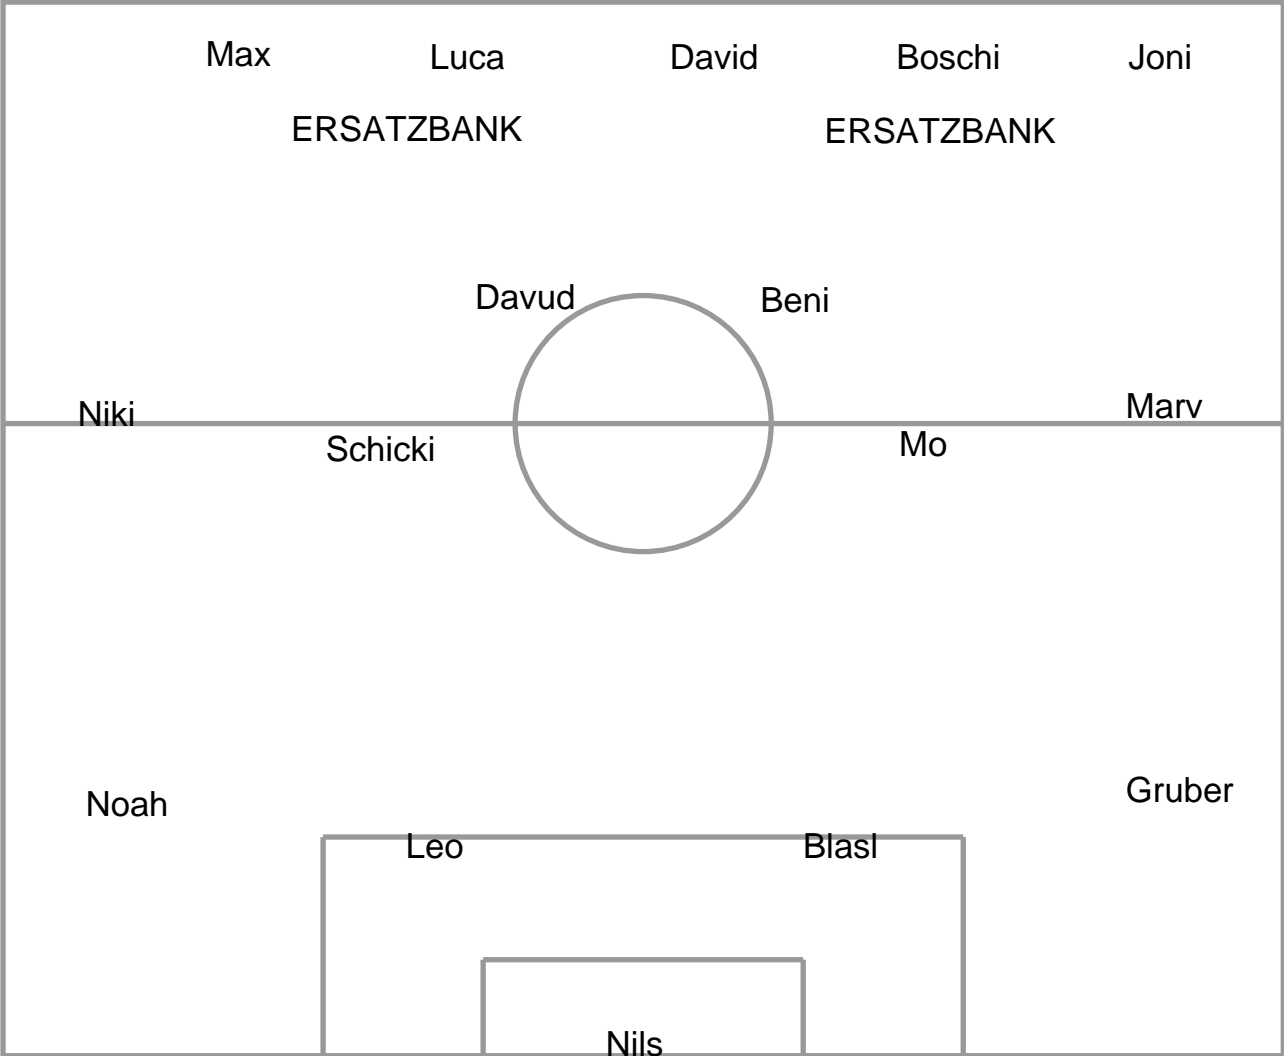 Max Luca David Boschi Joni
ERSATZBANK ERSATZBANK
Davud Beni
Niki Marv
Schicki Mo
Noah Gruber
Leo Blasl
Nils